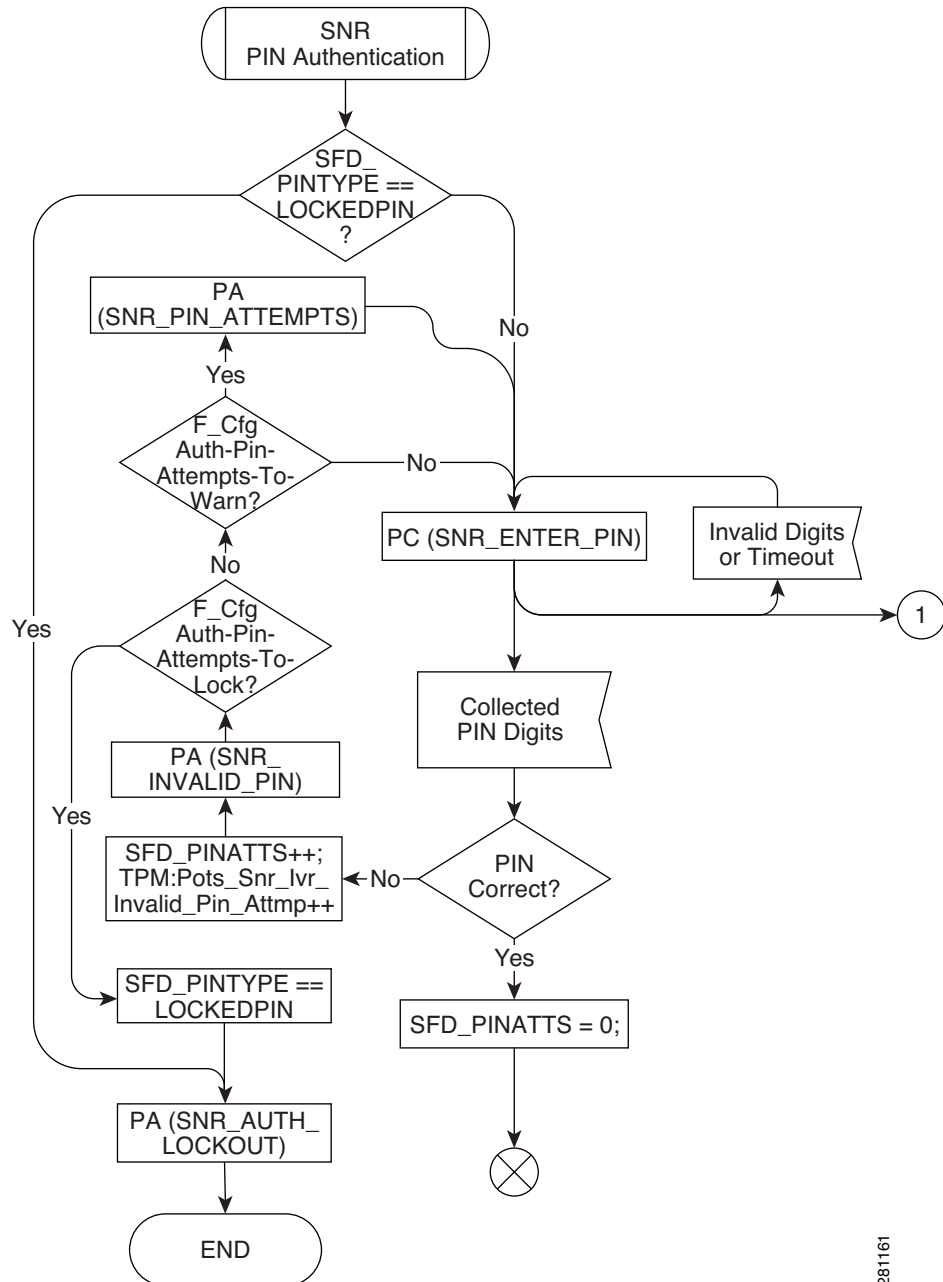 SNR
PIN Authentication
SFD_
PINTYPE ==
LOCKEDPIN
?
PA
(SNR_PIN_ATTEMPTS)
No
Yes
F_Cfg
Auth-Pin-
Attempts-To-
Warn?
No
PC (SNR_ENTER_PIN)
Invalid Digits
or Timeout
No
1
Yes
F_Cfg
Auth-Pin-
Attempts-To-
Lock?
Collected
PIN Digits
PA (SNR_
INVALID_PIN)
Yes
SFD_PINATTS++;
TPM:Pots_Snr_Ivr_
Invalid_Pin_Attmp++
No
PIN
Correct?
Yes
SFD_PINTYPE ==
LOCKEDPIN
SFD_PINATTS = 0;
PA (SNR_AUTH_
LOCKOUT)
END
281161